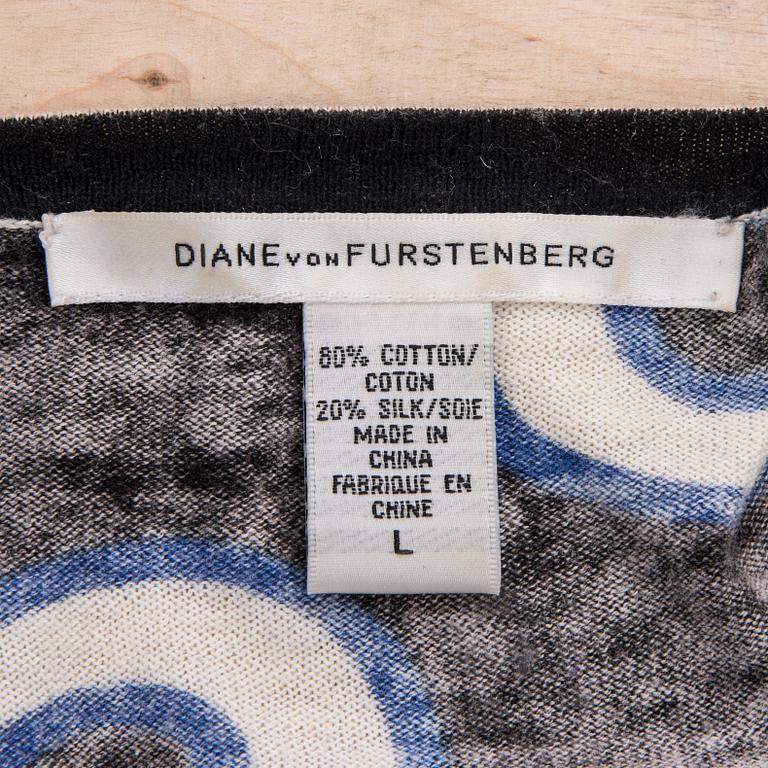 DIANE VON FURSTENBERG
80% COTTON/
COTON
20% SILK/SOIE
MADE IN
CHINA
FABRIQUE EN
CHINE
L